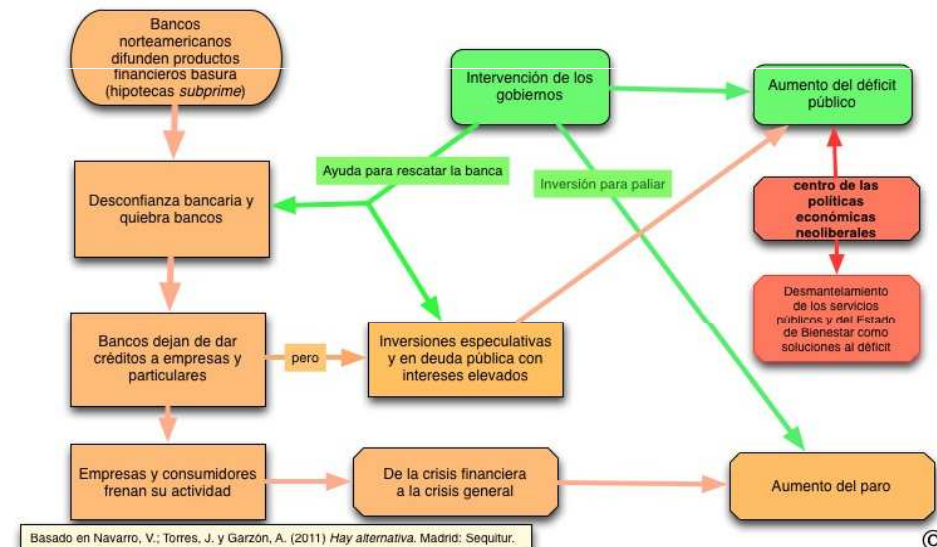 Bancos
norteamericanos
difunden productos
financieros basura
(hipotecas subprime)
Intervención de los
gobiernos
Aumento del déficit
público
Ayuda para rescatar la banca
Inversión para paliar
Desconfianza bancaria y
quiebra bancos
centro de las
políticas
económicas
neoliberales
Desmantelamiento
de los servicios
públicos y del Estado
de Bienestar como
soluciones al déficit
Bancos dejan de dar
créditos a empresas y
particulares
pero
Inversiones especulativas
y en deuda pública con
intereses elevados
Empresas y consumidores
frenan su actividad
De la crisis financiera
a la crisis general
Aumento del paro
Basado en Navarro, V.; Torres, J. y Garzón, A. (2011) Hay alternativa. Madrid: Sequitur.
©